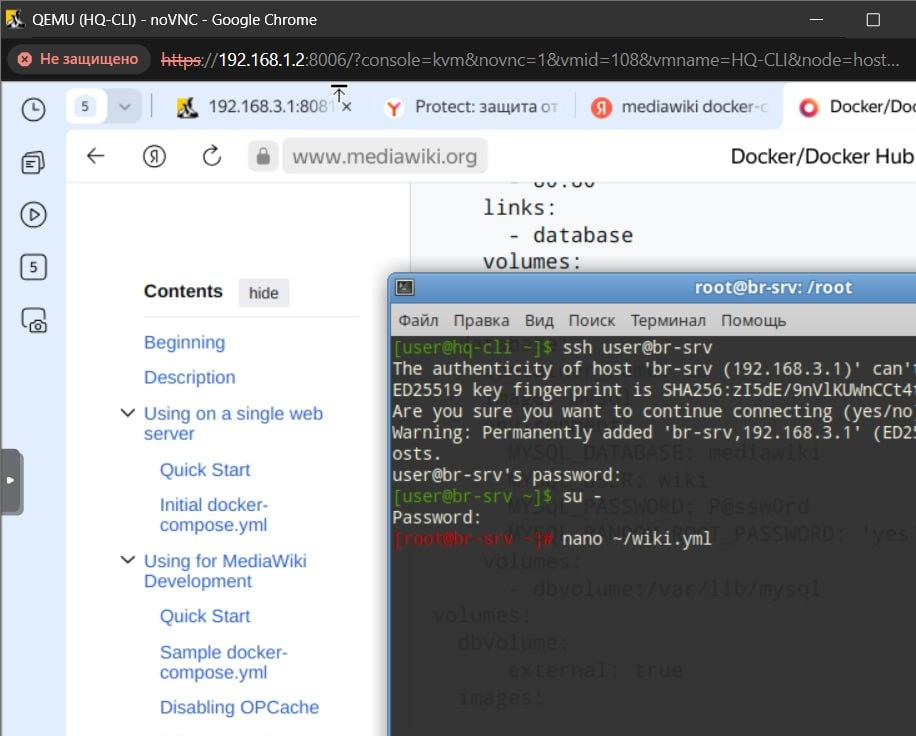 QEMU (HQ-CLI) - noVNC - Google Chrome
Не защищено https://192.168.1.2:8006/?console=kvm&novnc=1&vmid=108&vmname=HQ-CLI&node=host...
5 192.168.3.1:8081 Protect: защита от mediawiki docker-c Docker/Doc
www.mediawiki.org Docker/Docker Hub
- 80:80
links:
- database
volumes:
Contents hide
Beginning
Description
Using on a single web
server
Quick Start
Initial docker-
compose.yml
Using for MediaWiki
Development
Quick Start
Sample docker-
compose.yml
Disabling OPCache
5
root@br-srv: /root
Файл Правка Вид Поиск Терминал Помощь
[user@hq-cli ~]$ ssh user@br-srv
The authenticity of host 'br-srv (192.168.3.1)' can't
ED25519 key fingerprint is
Are you sure you want to continue connecting (yes/no
Warning: Permanently added 'br-srv,192.168.3.1' (ED25
osts.
user@br-srv's password:
[user@br-srv ~]$ su -
Password:
[root@br-srv ~]# nano ~/wiki.yml
MYSQL_DATABASE: mediawiki
wiki
MYSQL_PASSWORD: P@ssw0rd
MYSQL_RANDOM_ROOT_PASSWORD: 'yes
volumes:
- dbvolume:/var/lib/mysql
volumes:
dbvolume:
external: true
images: